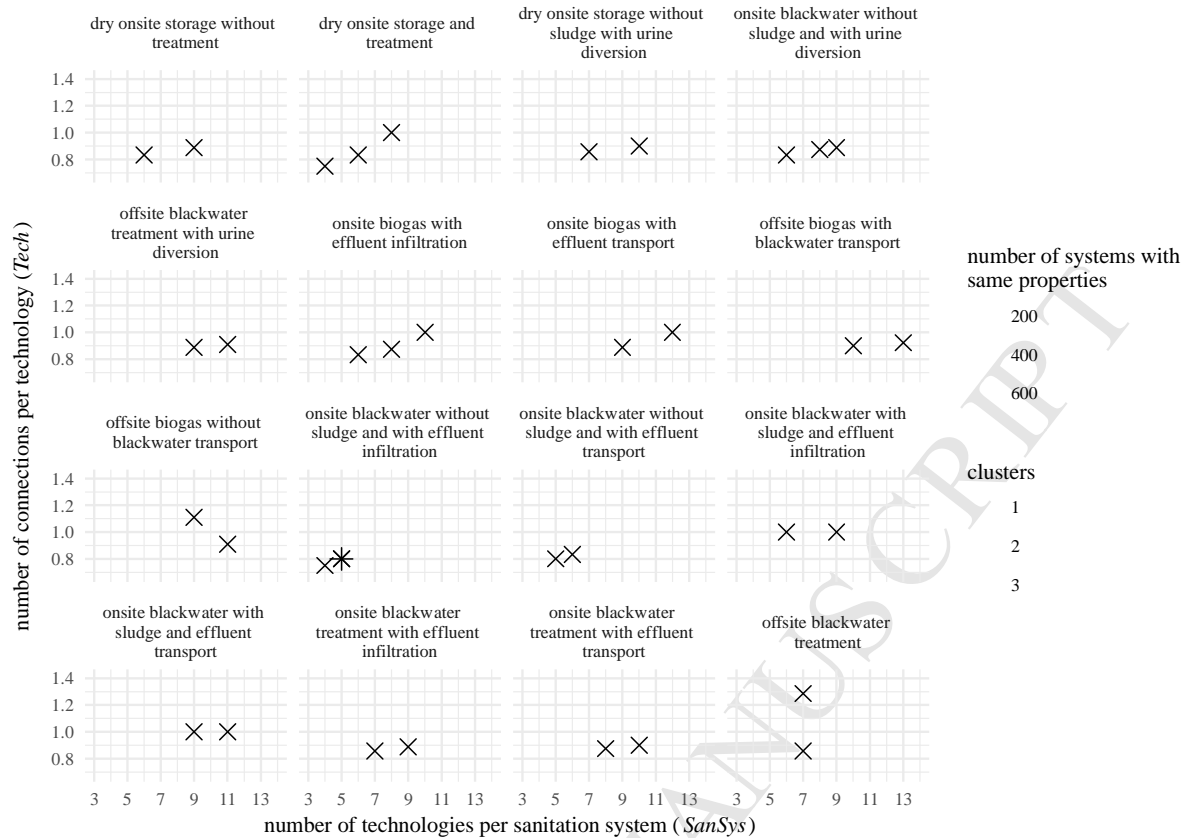 dry onsite storage without
treatment
dry onsite storage and
treatment
dry onsite storage without
sludge with urine
diversion
onsite blackwater without
sludge and with urine
diversion
1.4
1.2
1.0
0.8
offsite blackwater
treatment with urine
diversion
onsite biogas with
effluent infiltration
onsite biogas with
effluent transport
offsite biogas with
blackwater transport
1.4
1.2
1.0
0.8
offsite biogas without
blackwater transport
onsite blackwater without
sludge and with effluent
infiltration
onsite blackwater without
sludge and with effluent
transport
onsite blackwater with
sludge and effluent
infiltration
1.4
1.2
1.0
0.8
onsite blackwater with
sludge and effluent
transport
onsite blackwater
treatment with effluent
infiltration
onsite blackwater
treatment with effluent
transport
offsite blackwater
treatment
1.4
1.2
1.0
0.8
3 5 7 9 11 13 3 5 7 9 11 13 3 5 7 9 11 13 3 5 7 9 11 13
number of technologies per sanitation system (SanSys)
number of connections per technology (Tech)
number of systems with
same properties
200
400
600
clusters
1
2
3
ANUSCRIPT